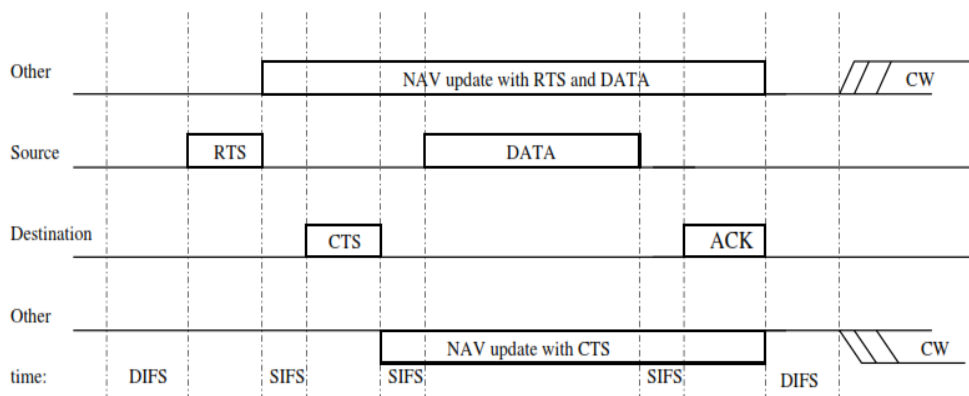 Other
NAV update with RTS and DATA
CW
Source
RTS
DATA
Destination
CTS
ACK
Other
NAV update with CTS
CW
time:
DIFS
SIFS
SIFS
SIFS
DIFS